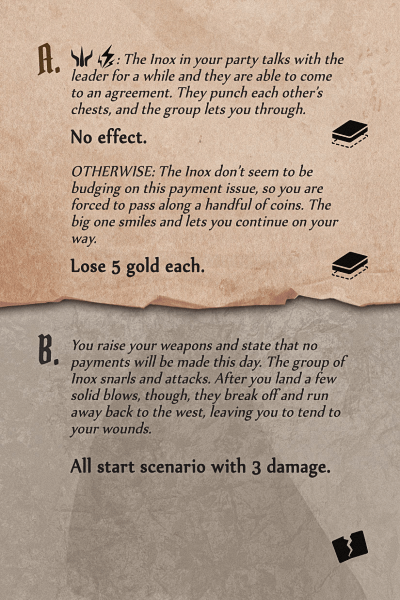 A. : The Inox in your party talks with the
leader for a while and they are able to come
to an agreement. They punch each other's
chests, and the group lets you through.
No effect.
OTHERWISE: The Inox don't seem to be
budging on this payment issue, so you are
forced to pass along a handful of coins. The
big one smiles and lets you continue on your
way.
Lose 5 gold each.
B. You raise your weapons and state that no
payments will be made this day. The group of
Inox snarls and attacks. After you land a few
solid blows, though, they break off and run
away back to the west, leaving you to tend to
your wounds.
All start scenario with 3 damage.